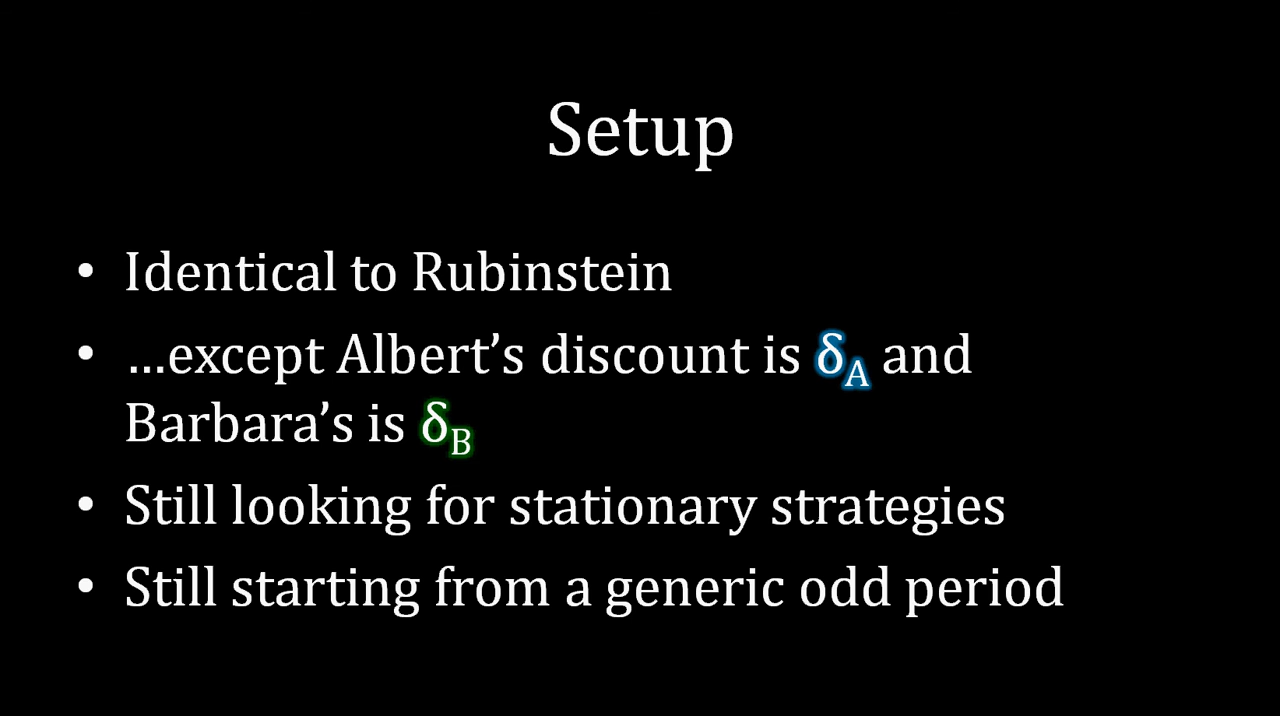 Setup
• Identical to Rubinstein
• …except Albert’s discount is δA and
Barbara’s is δB
• Still looking for stationary strategies
• Still starting from a generic odd period